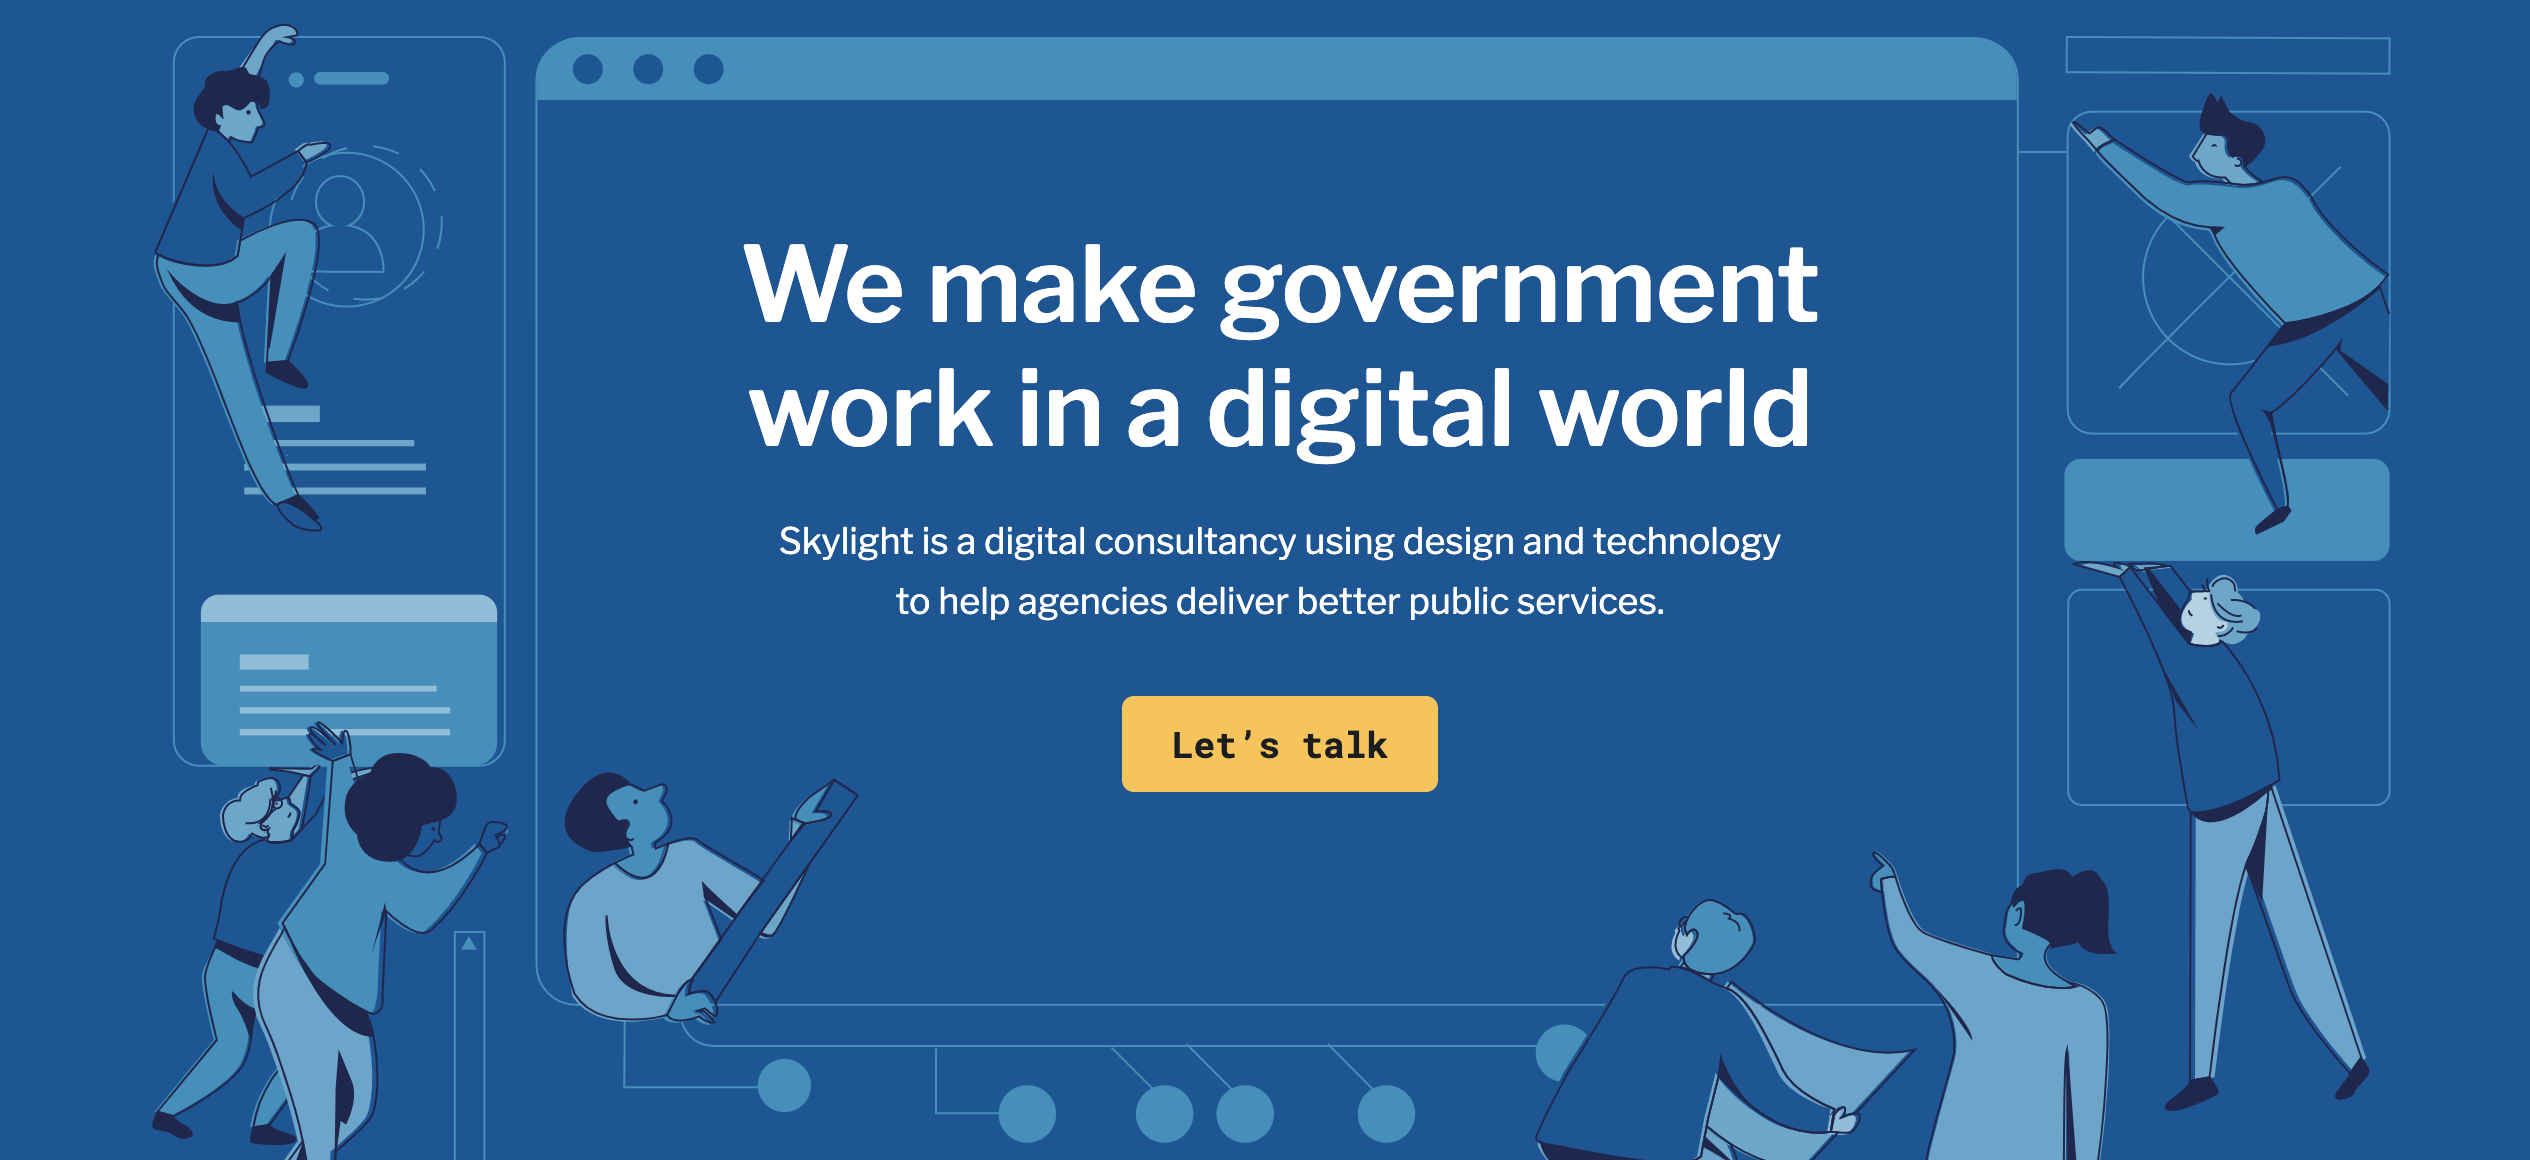 We make government
work in a digital world
Skylight is a digital consultancy using design and technology
to help agencies deliver better public services.
Let’s talk